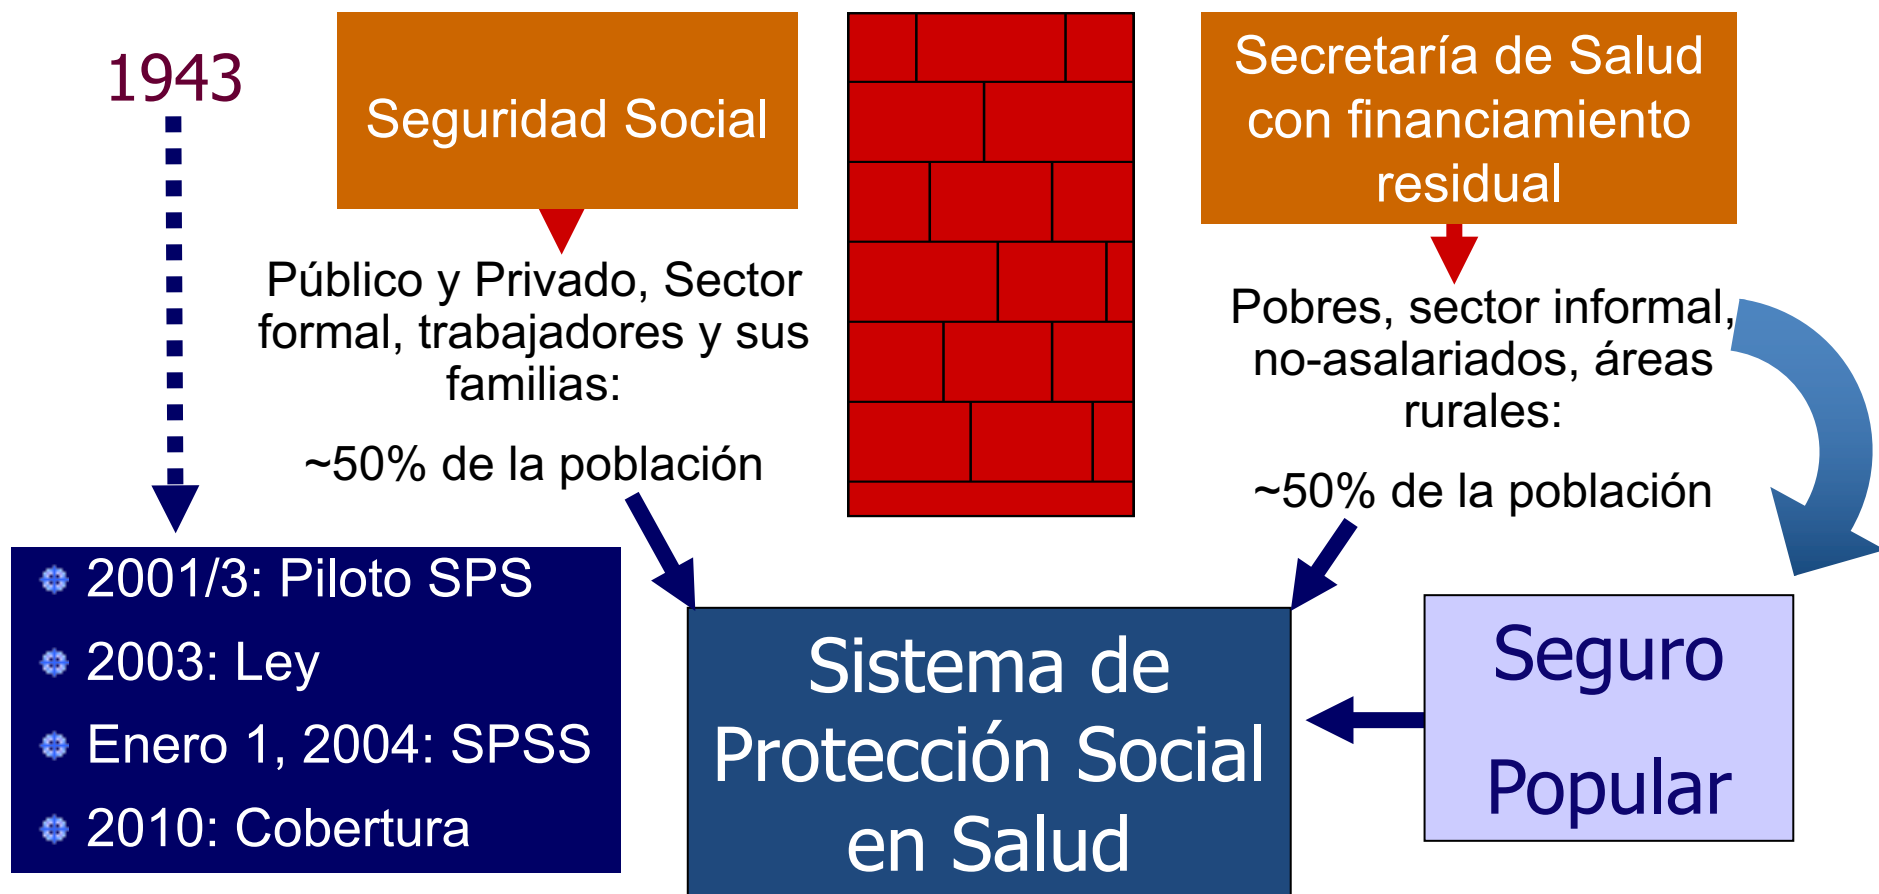 1943
Seguridad Social
Público y Privado, Sector
formal, trabajadores y sus
familias:
~50% de la población
Secretaría de Salud
con financiamiento
residual
Pobres, sector informal,
no-asalariados, áreas
rurales:
~50% de la población
2001/3: Piloto SPS
2003: Ley
Enero 1, 2004: SPSS
2010: Cobertura
Sistema de
Protección Social
en Salud
Seguro
Popular